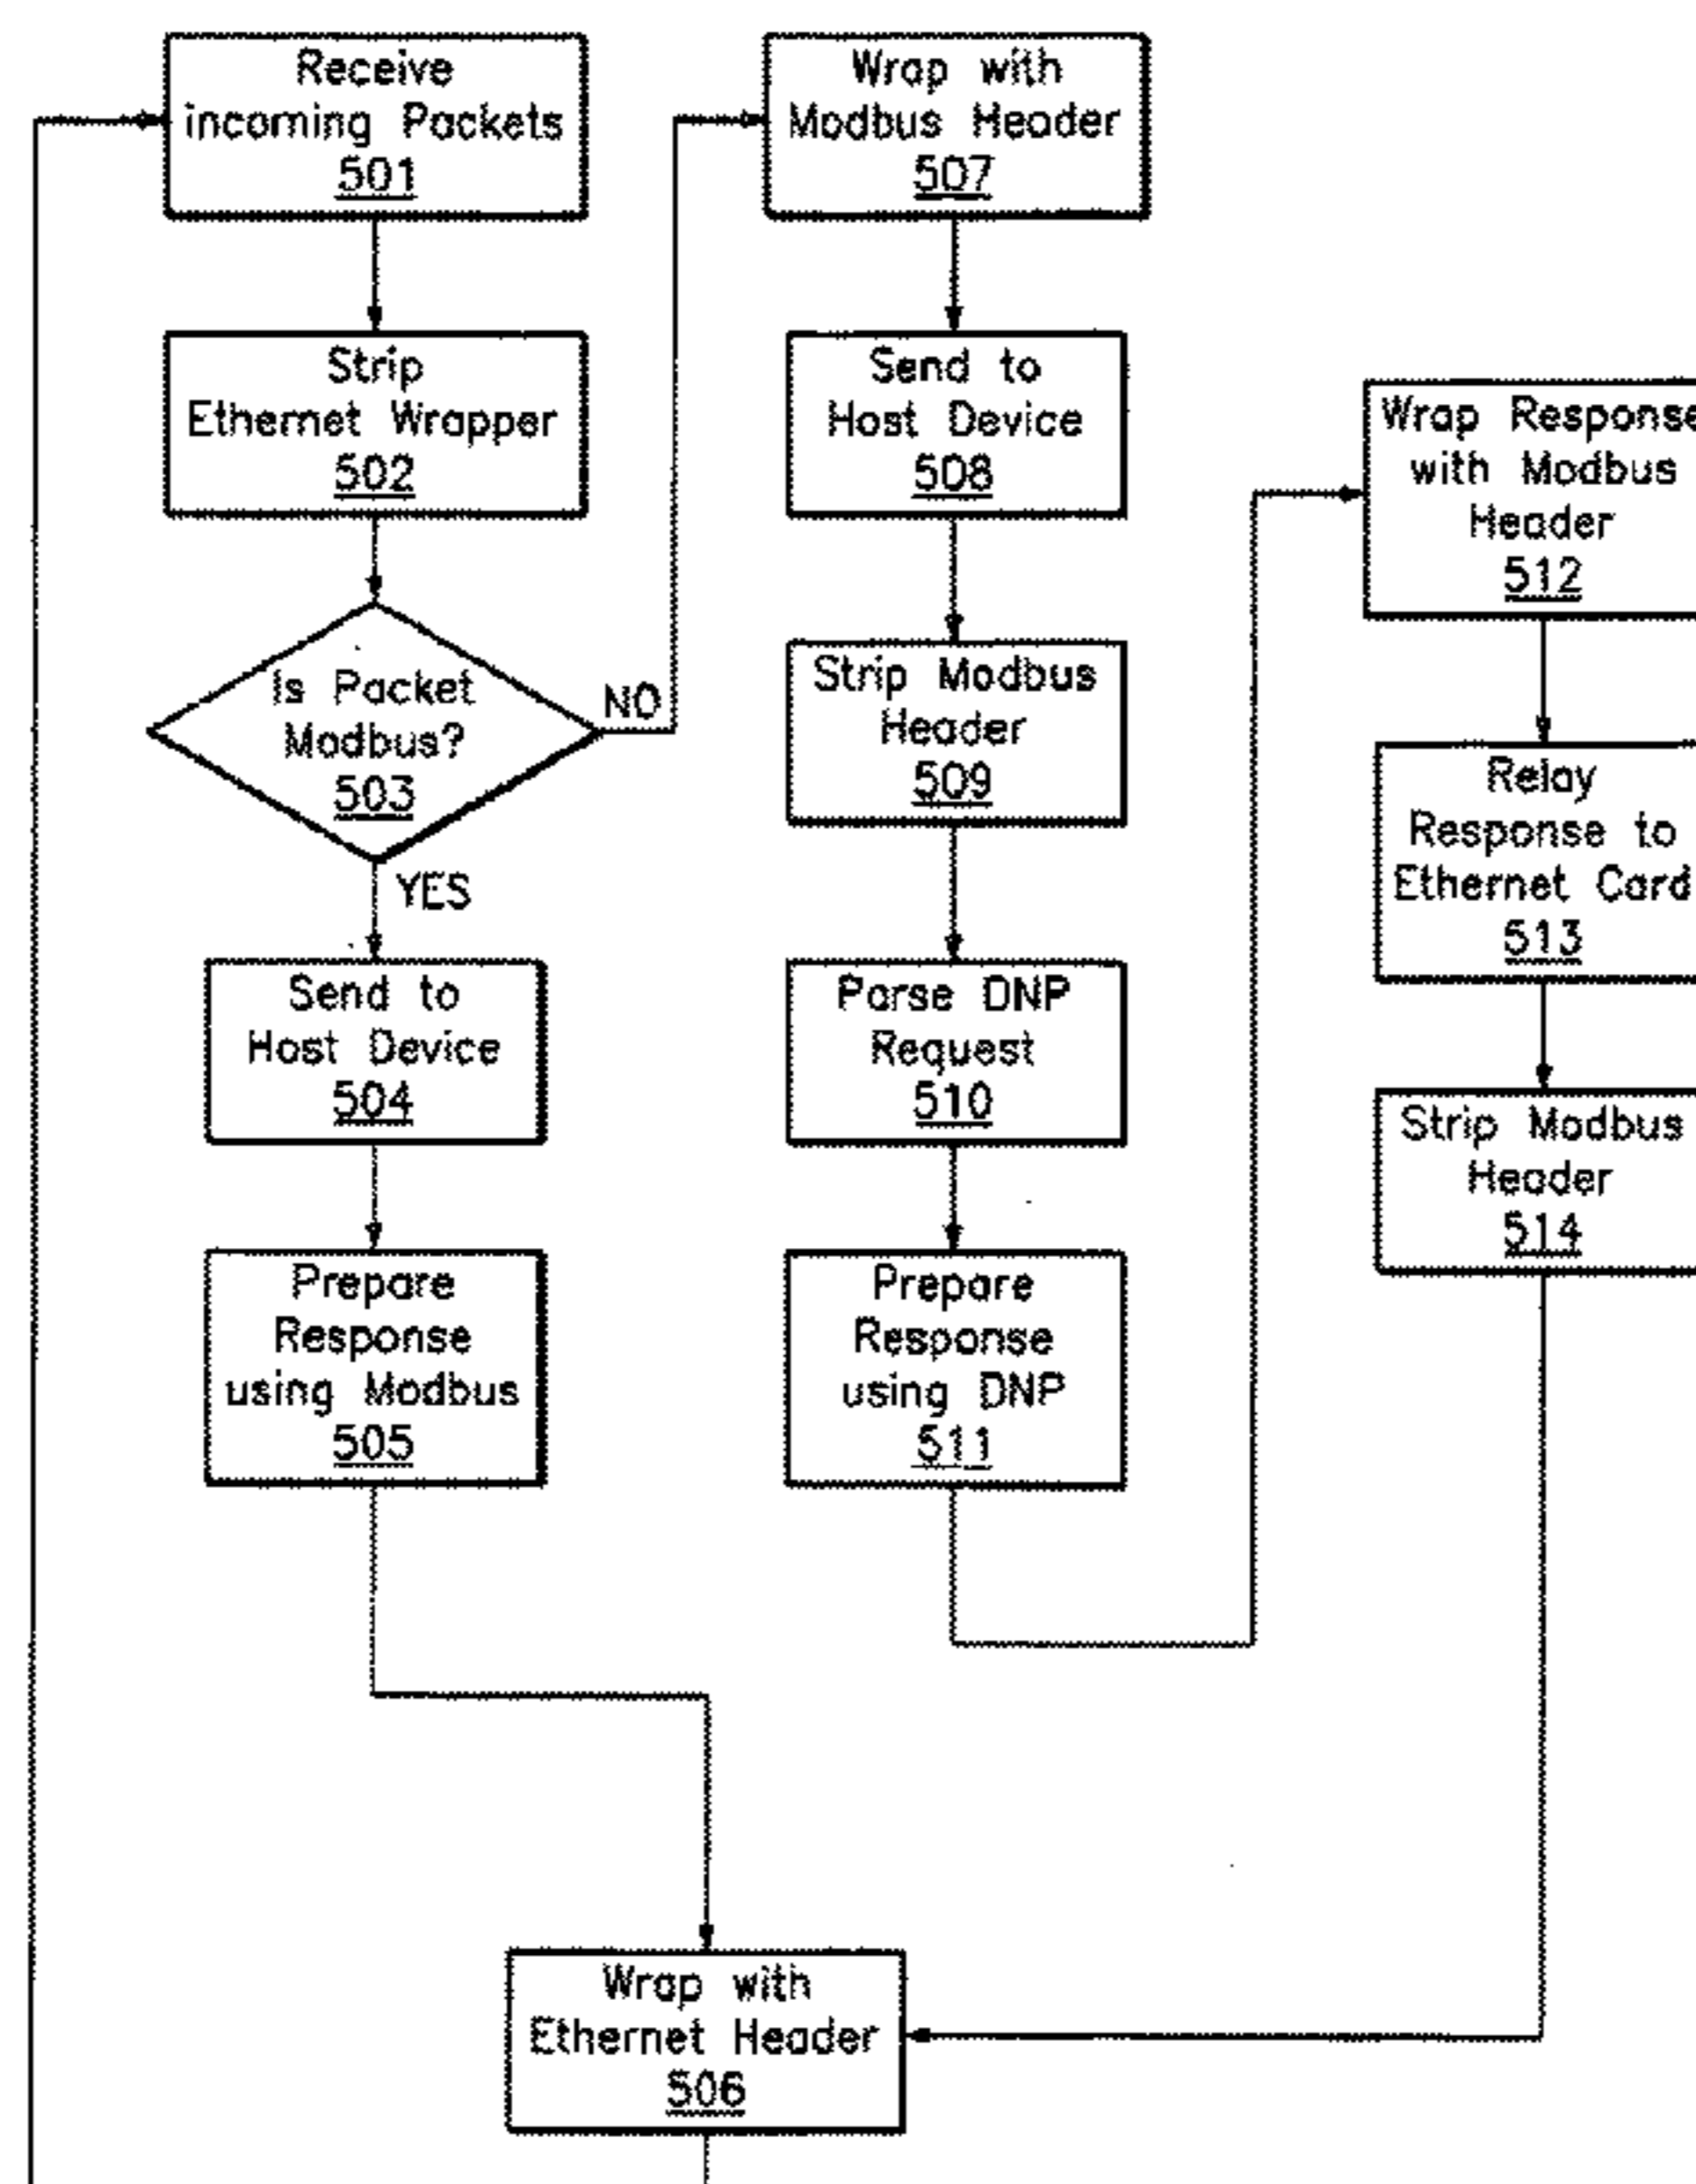 Receive
incoming Packets
501
Strip
Ethernet Wrapper
502
Is Packet
Modbus?
503
NO
YES
Send to
Host Device
504
Prepare
Response
using Modbus
505
Wrap with
Modbus Header
507
Send to
Host Device
508
Strip Modbus
Header
509
Parse DNP
Request
510
Prepare
Response
using DNP
511
Wrap Response
with Modbus
Header
512
Relay
Response to
Ethernet Card
513
Strip Modbus
Header
514
Wrap with
Ethernet Header
506